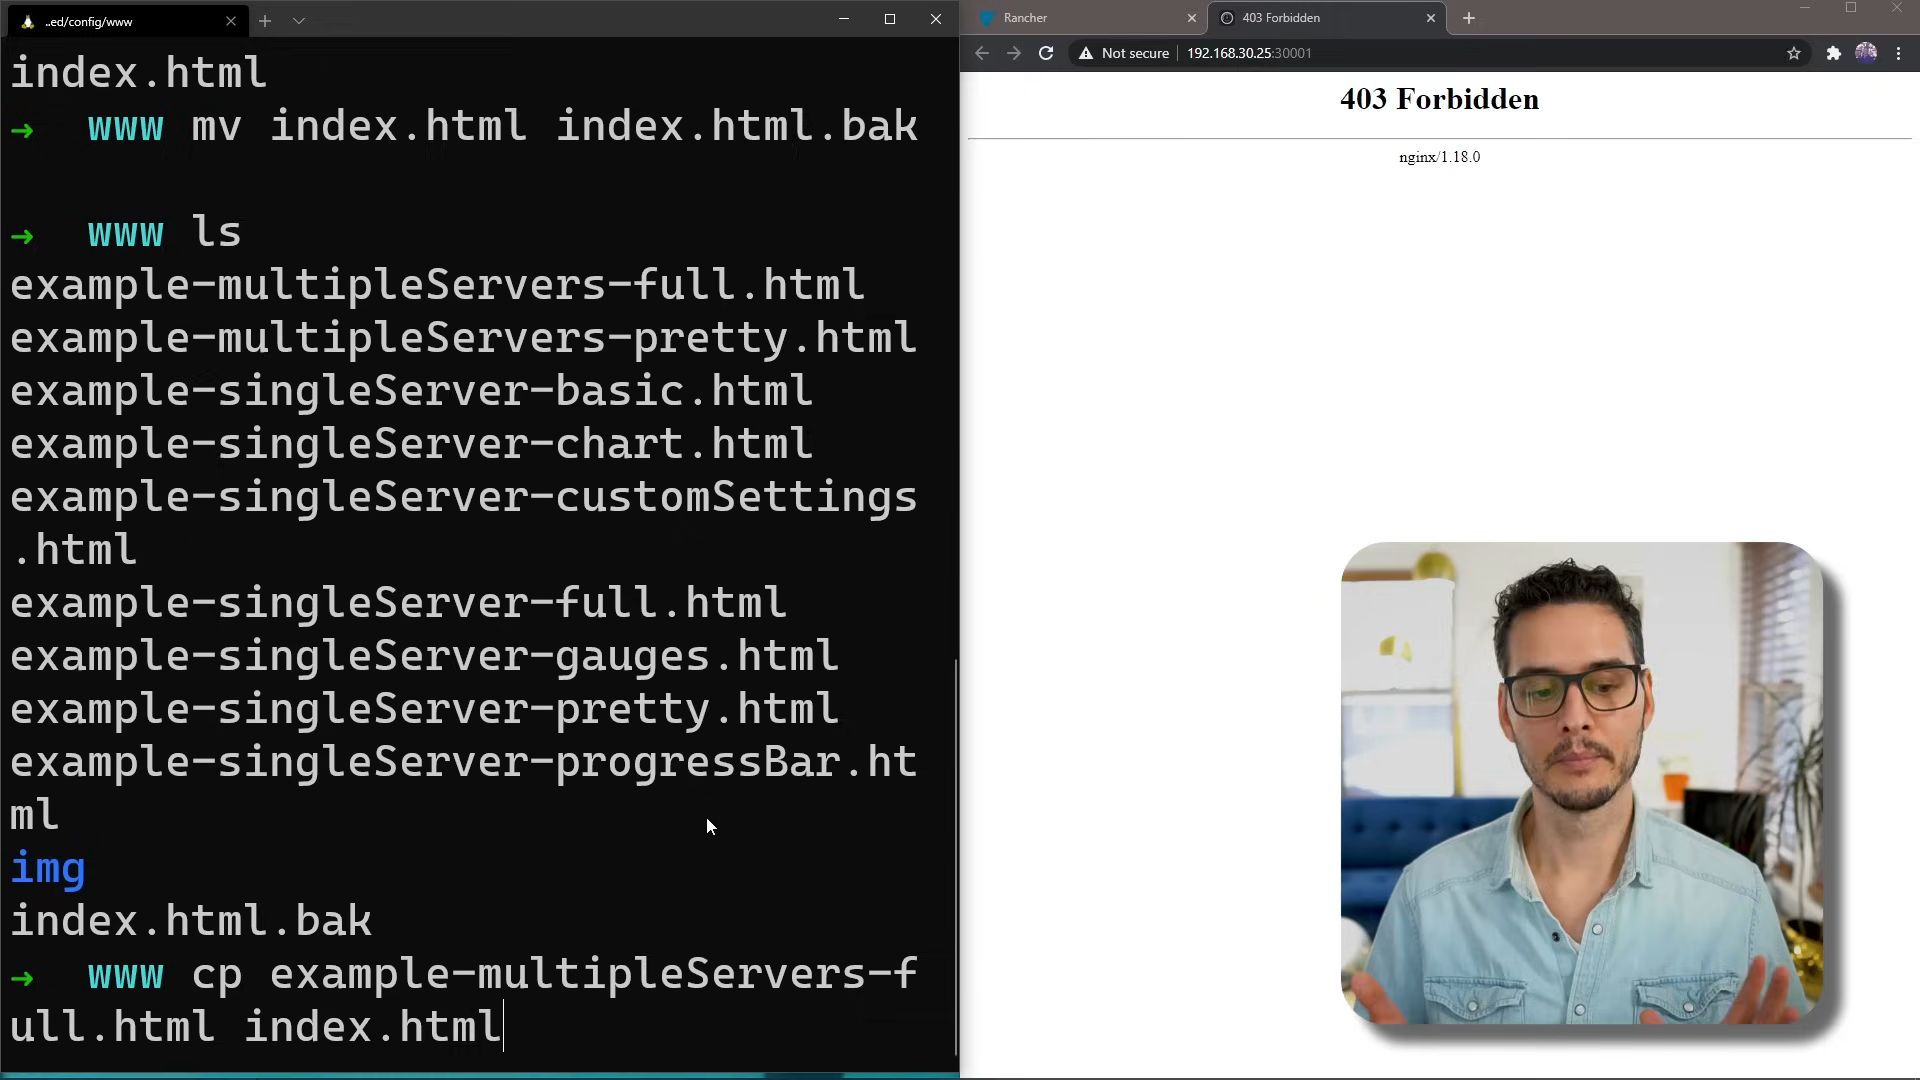 ..ed/config/www
index.html
→ www mv index.html index.html.bak
→ www ls
example-multipleServers-full.html
example-multipleServers-pretty.html
example-singleServer-basic.html
example-singleServer-chart.html
example-singleServer-customSettings
.html
example-singleServer-full.html
example-singleServer-gauges.html
example-singleServer-pretty.html
example-singleServer-progressBar.ht
ml
img
index.html.bak
→ www cp example-multipleServers-f
ull.html index.html
Rancher
403 Forbidden
Not secure
192.168.30.25:30001
403 Forbidden
nginx/1.18.0